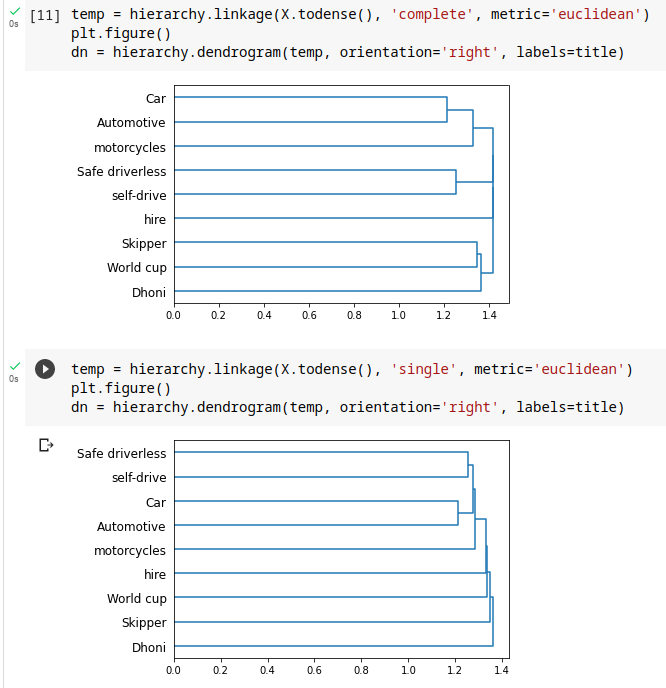 [11] temp = hierarchy.linkage(X.todense(), 'complete', metric='euclidean')
0s
plt.figure()
dn = hierarchy.dendrogram(temp, orientation='right', labels=title)
Car
Automotive
motorcycles
Safe driverless
self-drive
hire
Skipper
World cup
Dhoni
0.0 0.2 0.4 0.6 0.8 1.0 1.2 1.4
temp = hierarchy.linkage(X.todense(), 'single', metric='euclidean')
0s
plt.figure()
dn = hierarchy.dendrogram(temp, orientation='right', labels=title)
Safe driverless
self-drive
Car
Automotive
motorcycles
hire
World cup
Skipper
Dhoni
0.0 0.2 0.4 0.6 0.8 1.0 1.2 1.4